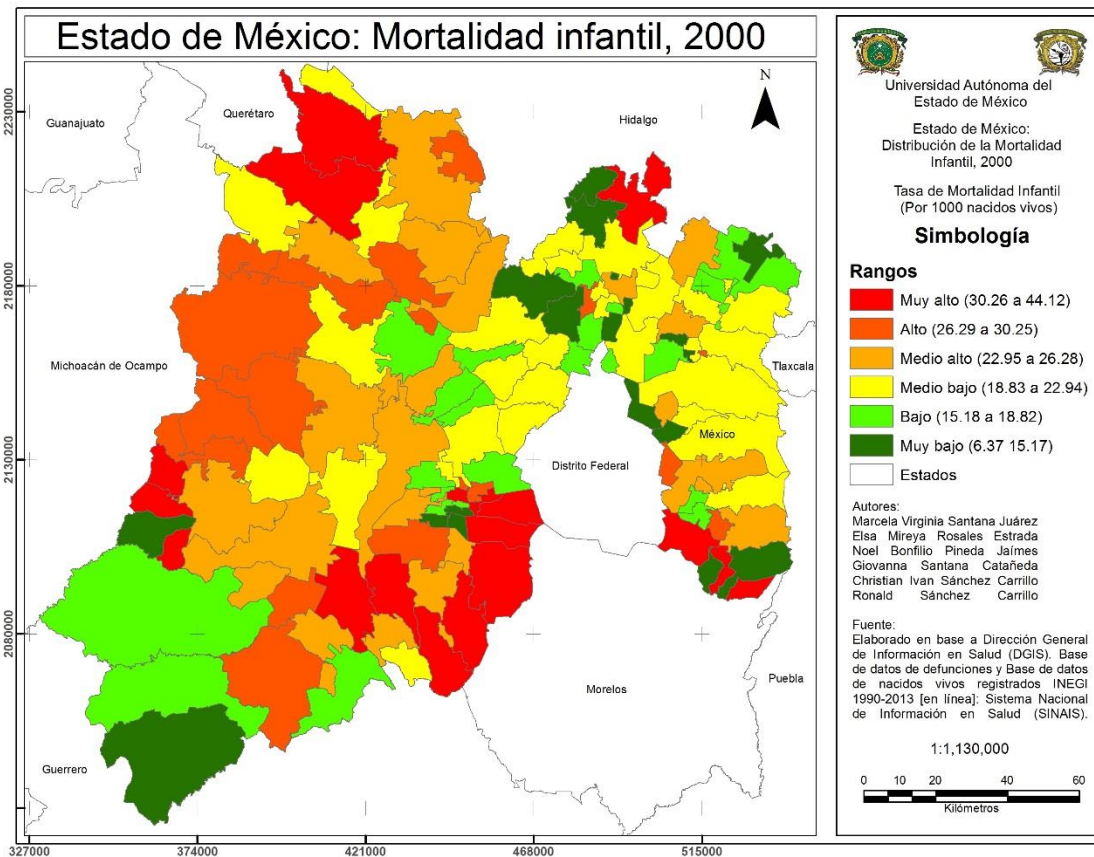 Estado de México: Mortalidad infantil, 2000
N
Guanajuato
Querétaro
Hidalgo
Michoacán de Ocampo
Tlaxcala
México
Distrito Federal
Morelos
Puebla
Guerrero
2230000
2180000
2130000
2080000
327000
374000
421000
468000
515000
Universidad Autónoma del
Estado de México
Estado de México:
Distribución de la Mortalidad
Infantil, 2000
Tasa de Mortalidad Infantil
(Por 1000 nacidos vivos)
Simbología
Rangos
Muy alto (30.26 a 44.12)
Alto (26.29 a 30.25)
Medio alto (22.95 a 26.28)
Medio bajo (18.83 a 22.94)
Bajo (15.18 a 18.82)
Muy bajo (6.37 15.17)
Estados
Autores:
Marcela Virginia Santana Juárez
Elsa Mireya Rosales Estrada
Noel Bonfilio Pineda Jaímes
Giovanna Santana Catañeda
Christian Ivan Sánchez Carrillo
Ronald Sánchez Carrillo
Fuente:
Elaborado en base a Dirección General
de Información en Salud (DGIS). Base
de datos de defunciones y Base de datos
de nacidos vivos registrados INEGI
1990-2013 [en línea]: Sistema Nacional
de Información en Salud (SINAIS).
1:1,130,000
0 10 20 40 60
Kilómetros